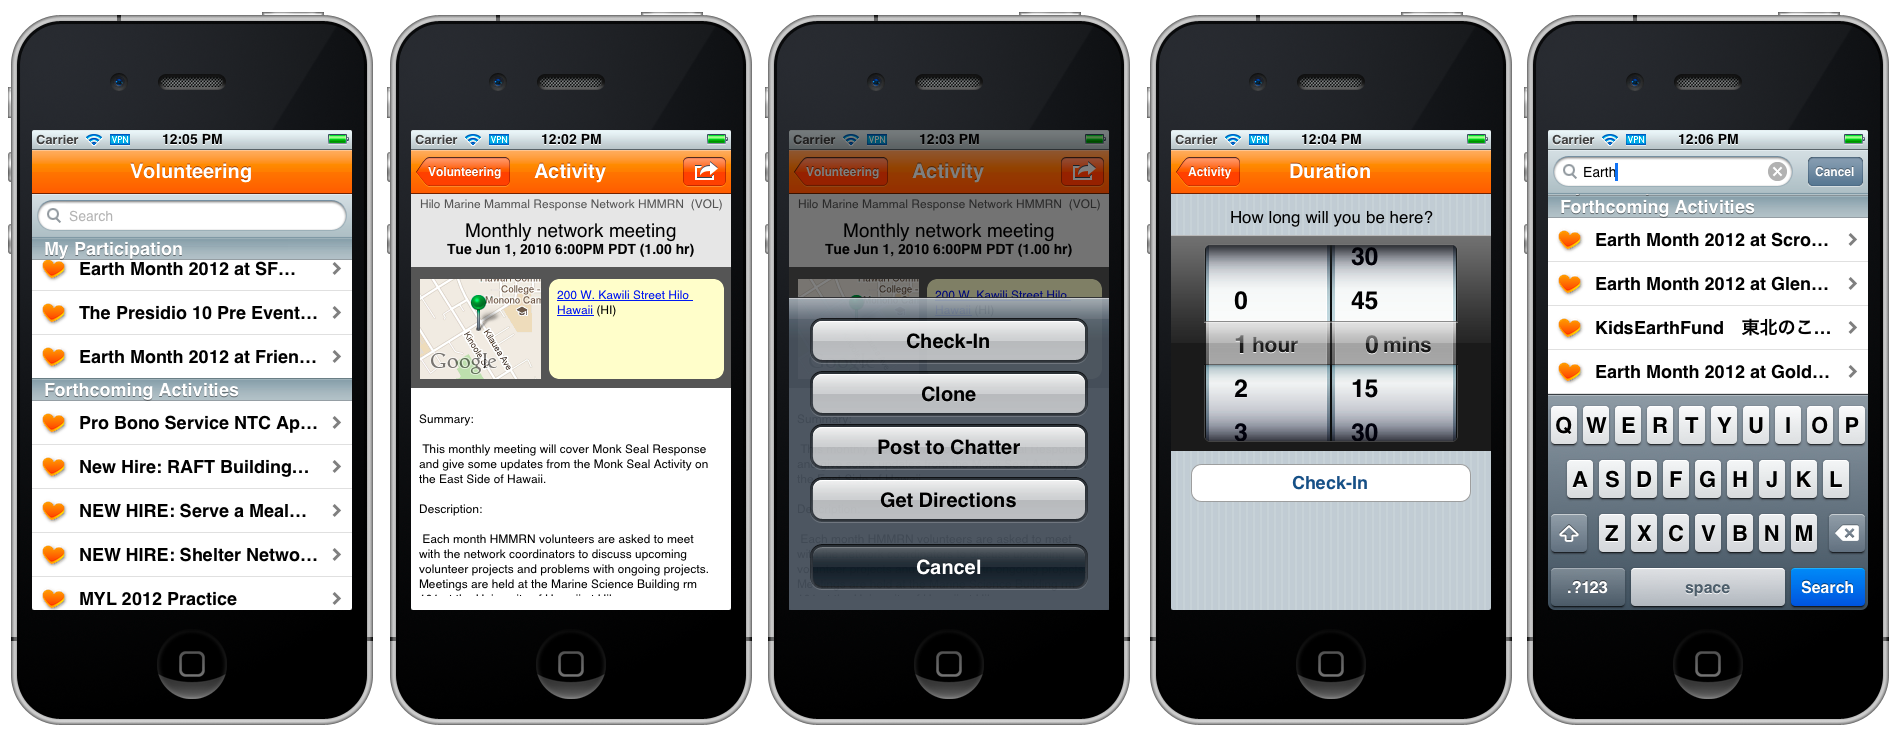 Carrier VPN 12:05 PM
Volunteering
Search
My Participation
Earth Month 2012 at SF...
The Presidio 10 Pre Event...
Earth Month 2012 at Frien...
Forthcoming Activities
Pro Bono Service NTC Ap...
New Hire: RAFT Building...
NEW HIRE: Serve a Meal...
NEW HIRE: Shelter Netwo...
MYL 2012 Practice
Carrier VPN 12:02 PM
Volunteering Activity
Hilo Marine Mammal Response Network HMMRN (VOL)
Monthly network meeting
Tue Jun 1, 2010 6:00PM PDT (1.00 hr)
College -
Monono Cam
Kilauea Ave
Google
200 W. Kawili Street Hilo
Hawaii (HI)
Summary:
This monthly meeting will cover Monk Seal Response
and give some updates from the Monk Seal Activity on
the East Side of Hawaii.
Description:
Each month HMMRN volunteers are asked to meet
with the network coordinators to discuss upcoming
volunteer projects and problems with ongoing projects.
Meetings are held at the Marine Science Building rm
Carrier VPN 12:03 PM
Volunteering Activity
Hilo Marine Mammal Response Network HMMRN (VOL)
Monthly network meeting
Tue Jun 1, 2010 6:00PM PDT (1.00 hr)
200 W. Kawili Street Hilo
Check-In
Clone
Post to Chatter
Get Directions
Cancel
Carrier VPN 12:04 PM
Activity Duration
How long will you be here?
30
0 45
1 hour 0 mins
2 15
3 30
Check-In
Carrier VPN 12:06 PM
Earth Cancel
Forthcoming Activities
Earth Month 2012 at Scro...
Earth Month 2012 at Glen...
KidsEarthFund 東北のこ...
Earth Month 2012 at Gold...
Q W E R T Y U I O P
A S D F G H J K L
Z X C V B N M
.?123 space Search